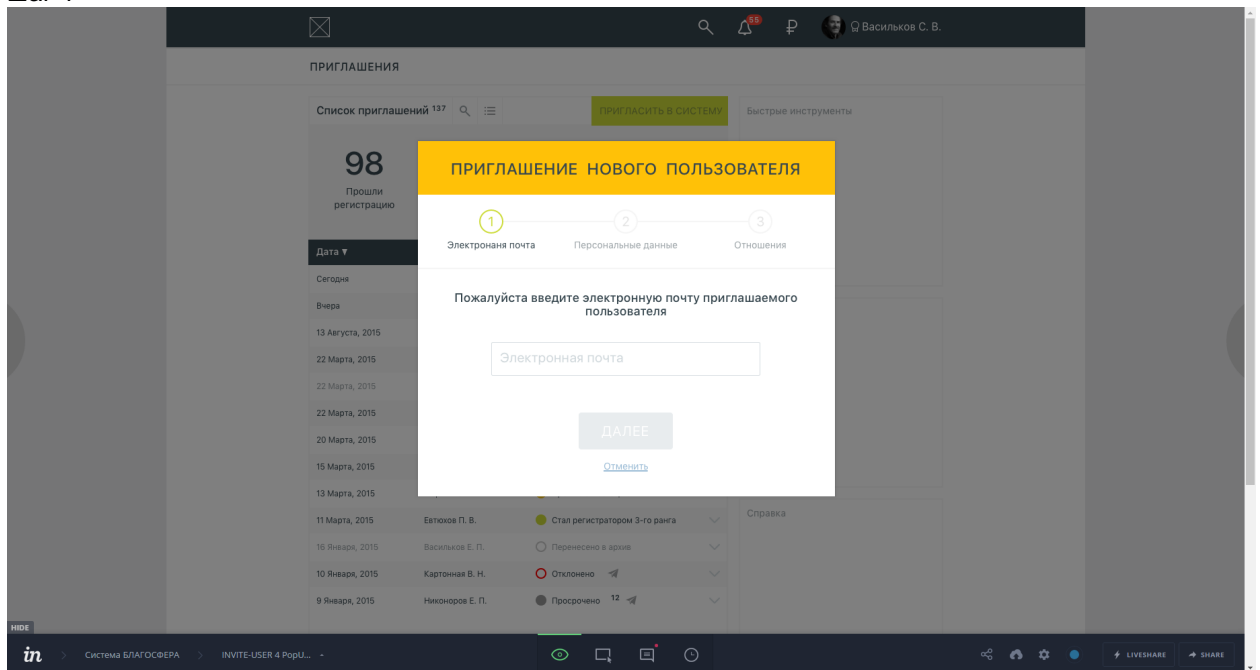 55
Васильков С. В.
ПРИГЛАШЕНИЯ
Список приглашений 137
ПРИГЛАСИТЬ В СИСТЕМУ
Быстрые инструменты
98
Прошли
регистрацию
ПРИГЛАШЕНИЕ НОВОГО ПОЛЬЗОВАТЕЛЯ
1
2
3
Электронаня почта
Персональные данные
Отношения
Пожалуйста введите электронную почту приглашаемого
пользователя
Электронная почта
ДАЛЕЕ
Отменить
Дата ▼
Сегодня
Вчера
13 Августа, 2015
22 Марта, 2015
22 Марта, 2015
22 Марта, 2015
20 Марта, 2015
15 Марта, 2015
13 Марта, 2015
11 Марта, 2015 Евтюхов П. В. Стал регистратором 3-го ранга
16 Января, 2015 Васильков Е. П. Перенесено в архив
10 Января, 2015 Картонная В. Н. Отклонено
9 Января, 2015 Никоноров Е. П. Просрочено 12
Справка
HIDE
in Система БЛАГОСФЕРА INVITE-USER 4 PopU... LIVESHARE SHARE